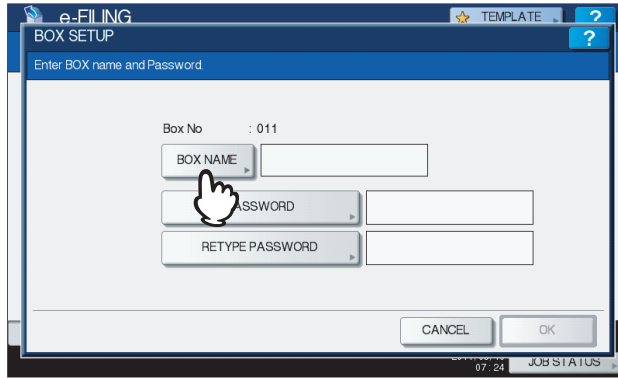 e-FILING
TEMPLATE
?
BOX SETUP
?
Enter BOX name and Password.
Box No : 011
BOX NAME
RETYPE PASSWORD
CANCEL
OK
07:24
JOB STATUS